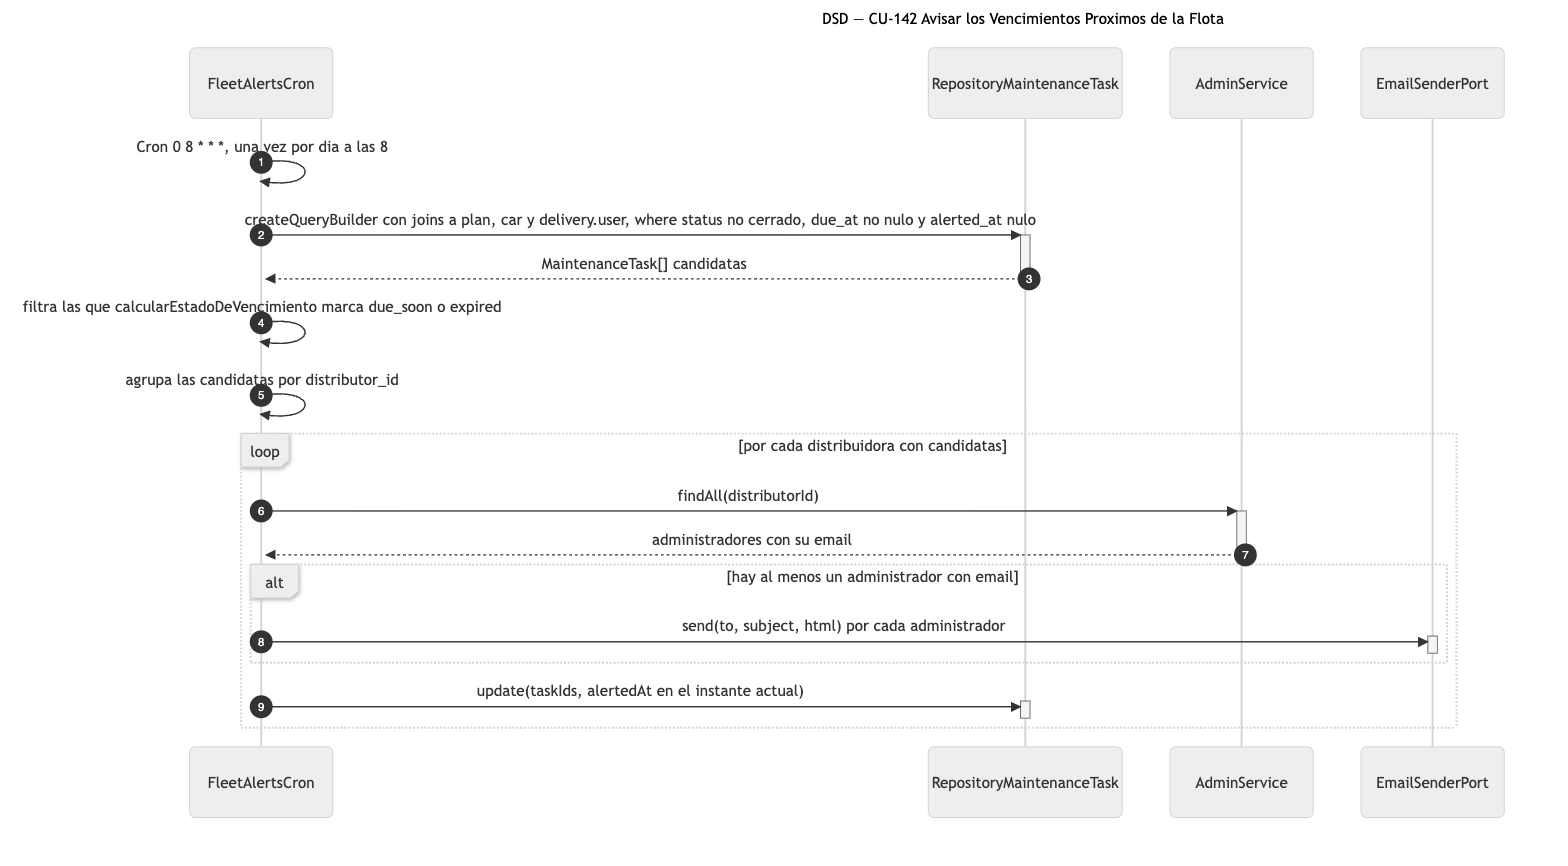 DSD — CU-142 Avisar los Vencimientos Proximos de la Flota
FleetAlertsCron
RepositoryMaintenanceTask
AdminService
EmailSenderPort
Cron 0 8 * * *, una vez por dia a las 8
1
createQueryBuilder con joins a plan, car y delivery.user, where status no cerrado, due_at no nulo y alerted_at nulo
2
MaintenanceTask[] candidatas
3
filtra las que calcularEstadoDeVencimiento marca due_soon o expired
4
agrupa las candidatas por distributor_id
5
loop
[por cada distribuidora con candidatas]
findAll(distributorId)
6
administradores con su email
7
alt
[hay al menos un administrador con email]
send(to, subject, html) por cada administrador
8
update(taskIds, alertedAt en el instante actual)
9
FleetAlertsCron
RepositoryMaintenanceTask
AdminService
EmailSenderPort